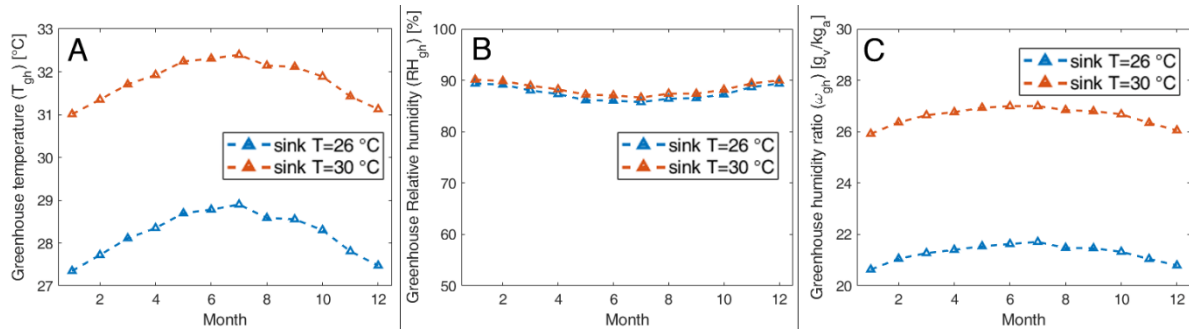 A
Greenhouse temperature (T_gh) [°C]
33
32
31
30
29
28
27
sink T=26 °C
sink T=30 °C
2 4 6 8 10 12
Month
B
Greenhouse Relative humidity (RH_gh) [%]
100
90
80
70
60
50
sink T=26 °C
sink T=30 °C
2 4 6 8 10 12
Month
C
Greenhouse humidity ratio (ω_gh) [g_v/kg_a]
30
28
26
24
22
20
sink T=26 °C
sink T=30 °C
2 4 6 8 10 12
Month